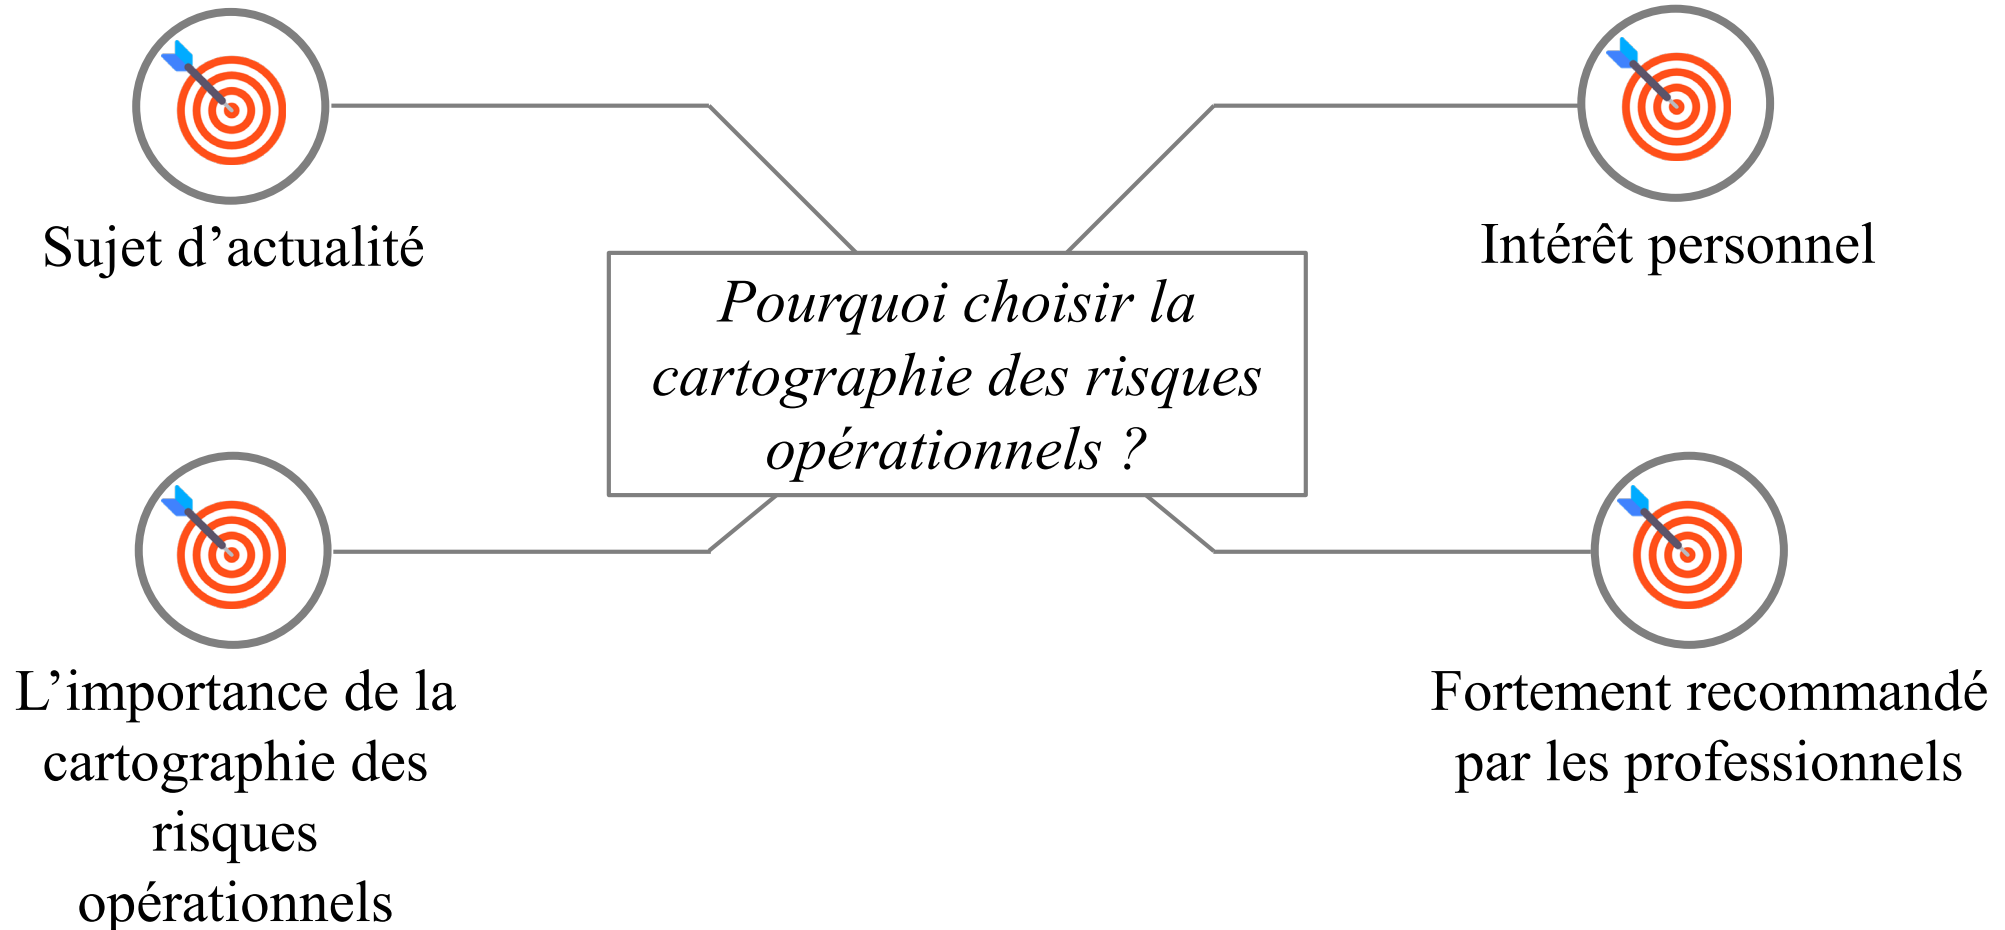 Sujet d’actualité
Intérêt personnel
Pourquoi choisir la
cartographie des risques
opérationnels ?
L’importance de la
cartographie des
risques
opérationnels
Fortement recommandé
par les professionnels